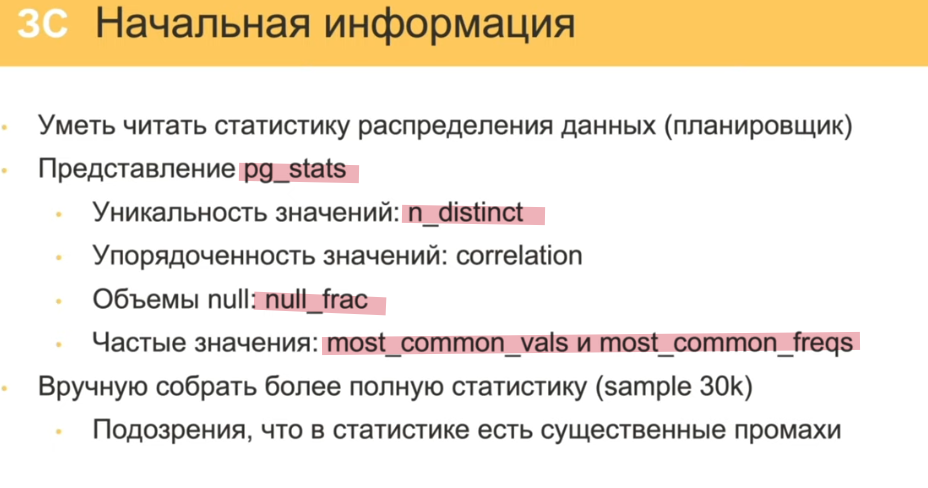 ЗС Начальная информация
Уметь читать статистику распределения данных (планировщик)
Представление pg_stats
Уникальность значений: n_distinct
Упорядоченность значений: correlation
Объемы null: null_frac
Частые значения: most_common_vals и most_common_freqs
Вручную собрать более полную статистику (sample 30k)
Подозрения, что в статистике есть существенные промахи